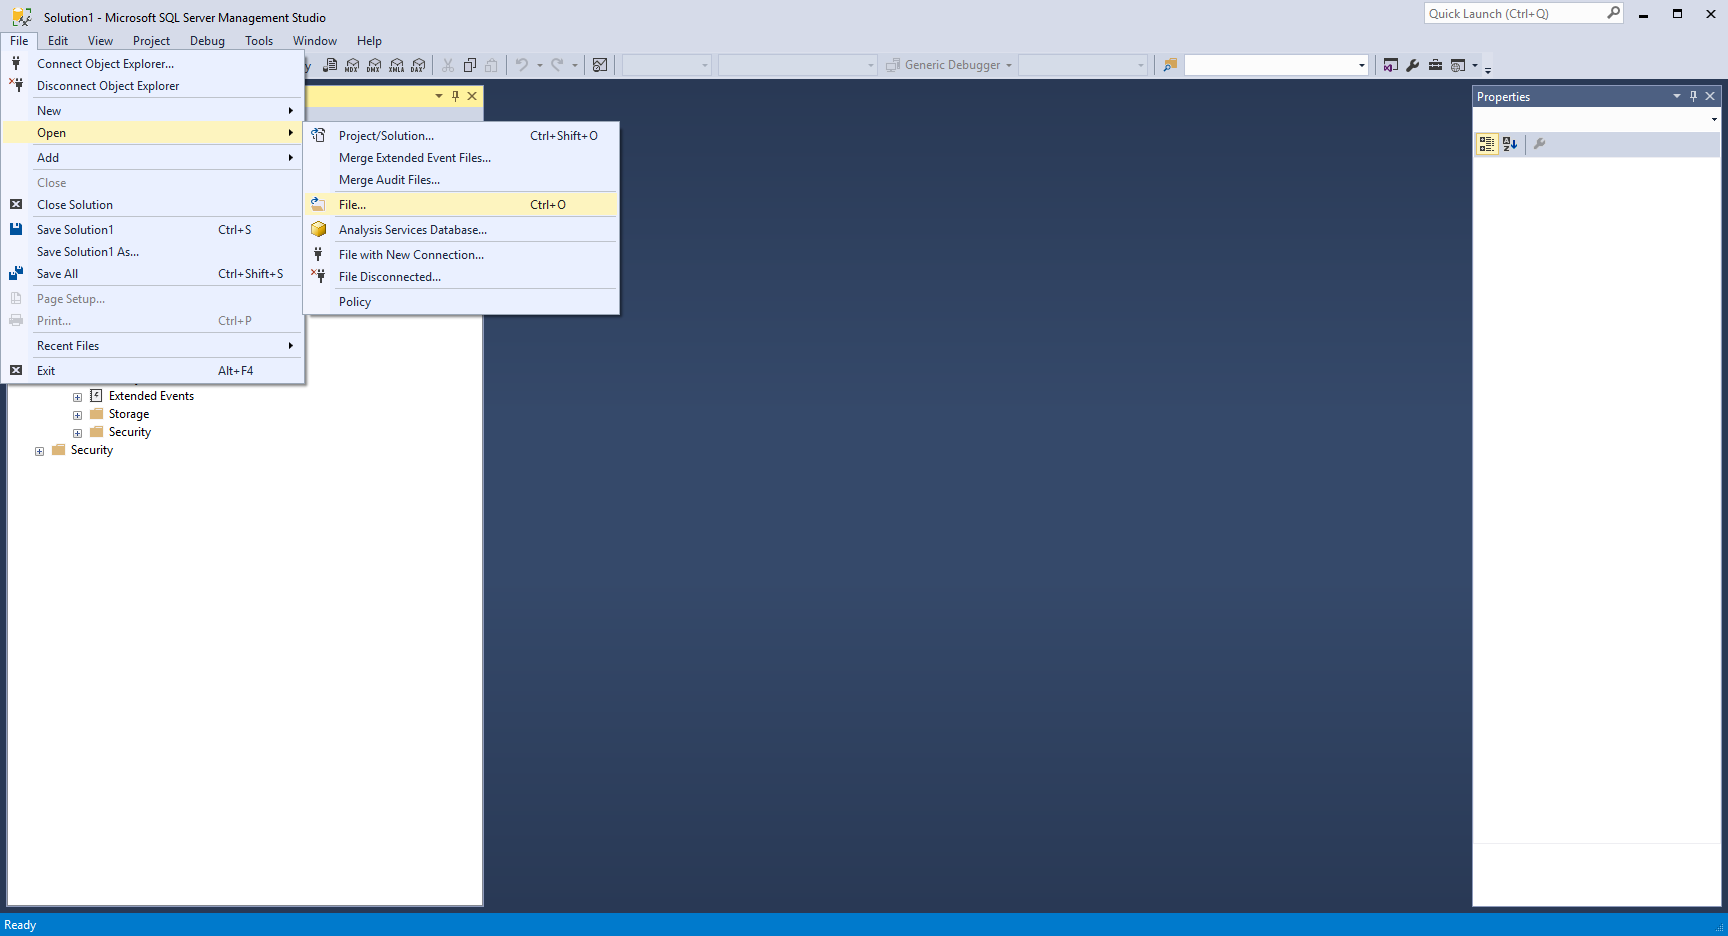 Solution1 - Microsoft SQL Server Management Studio
Quick Launch (Ctrl+Q)
File Edit View Project Debug Tools Window Help
Connect Object Explorer...
MDX DMX XMLA DAX
Generic Debugger
Disconnect Object Explorer
Properties
New
Open
Project/Solution... Ctrl+Shift+O
Add
Merge Extended Event Files...
Close
Merge Audit Files...
Close Solution
File... Ctrl+O
Save Solution1 Ctrl+S
Analysis Services Database...
Save Solution1 As...
File with New Connection...
Save All Ctrl+Shift+S
File Disconnected...
Page Setup...
Policy
Print... Ctrl+P
Recent Files
Exit Alt+F4
Extended Events
Storage
Security
Security
Ready